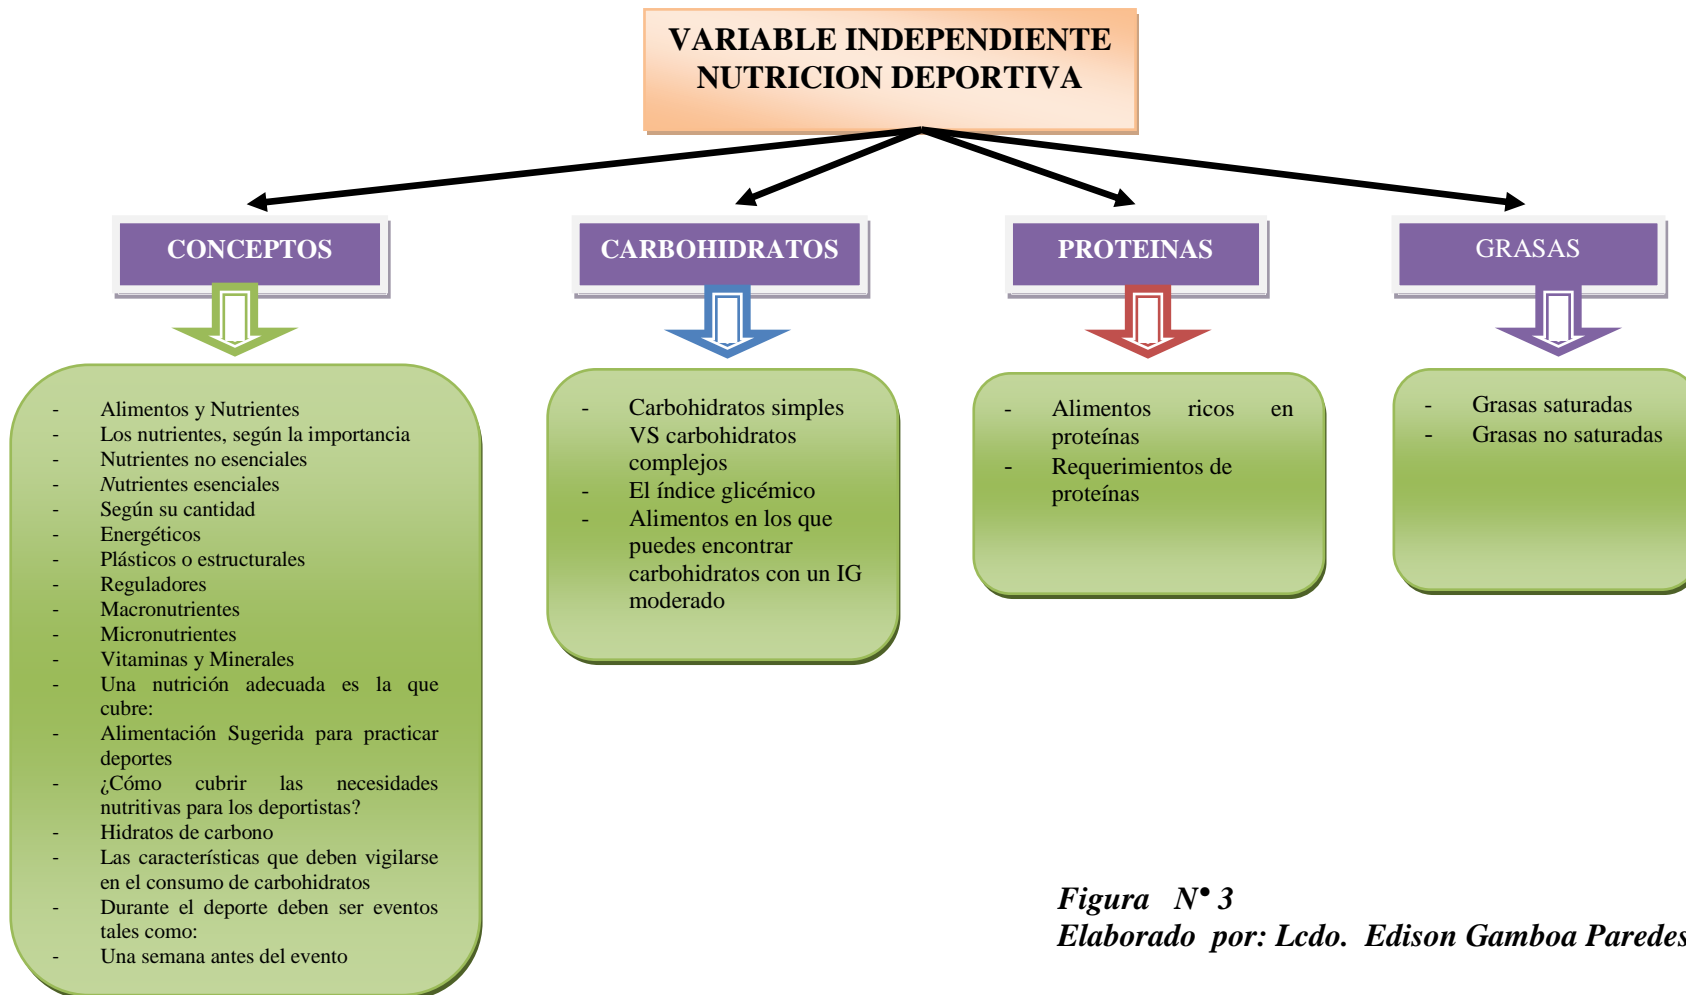 VARIABLE INDEPENDIENTE
NUTRICION DEPORTIVA
CONCEPTOS
- Alimentos y Nutrientes
- Los nutrientes, según la importancia
- Nutrientes no esenciales
- Nutrientes esenciales
- Según su cantidad
- Energéticos
- Plásticos o estructurales
- Reguladores
- Macronutrientes
- Micronutrientes
- Vitaminas y Minerales
- Una nutrición adecuada es la que
cubre:
- Alimentación Sugerida para practicar
deportes
- ¿Cómo cubrir las necesidades
nutritivas para los deportistas?
- Hidratos de carbono
- Las características que deben vigilarse
en el consumo de carbohidratos
- Durante el deporte deben ser eventos
tales como:
- Una semana antes del evento
CARBOHIDRATOS
- Carbohidratos simples
VS carbohidratos
complejos
- El índice glicémico
- Alimentos en los que
puedes encontrar
carbohidratos con un IG
moderado
PROTEINAS
- Alimentos ricos en
proteínas
- Requerimientos de
proteínas
GRASAS
- Grasas saturadas
- Grasas no saturadas
Figura N• 3
Elaborado por: Lcdo. Edison Gamboa Paredes